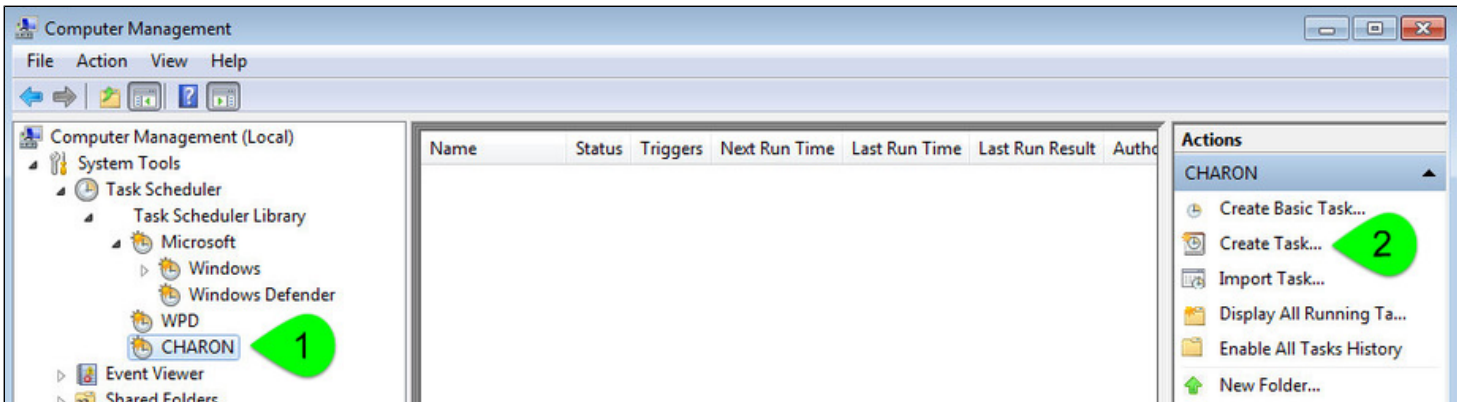 Computer Management
File Action View Help
Computer Management (Local)
System Tools
Task Scheduler
Task Scheduler Library
Microsoft
Windows
Windows Defender
WPD
CHARON
1
Event Viewer
Shared Folders
Name Status Triggers Next Run Time Last Run Time Last Run Result Autho
Actions
CHARON
Create Basic Task...
Create Task...
2
Import Task...
Display All Running Ta...
Enable All Tasks History
New Folder...